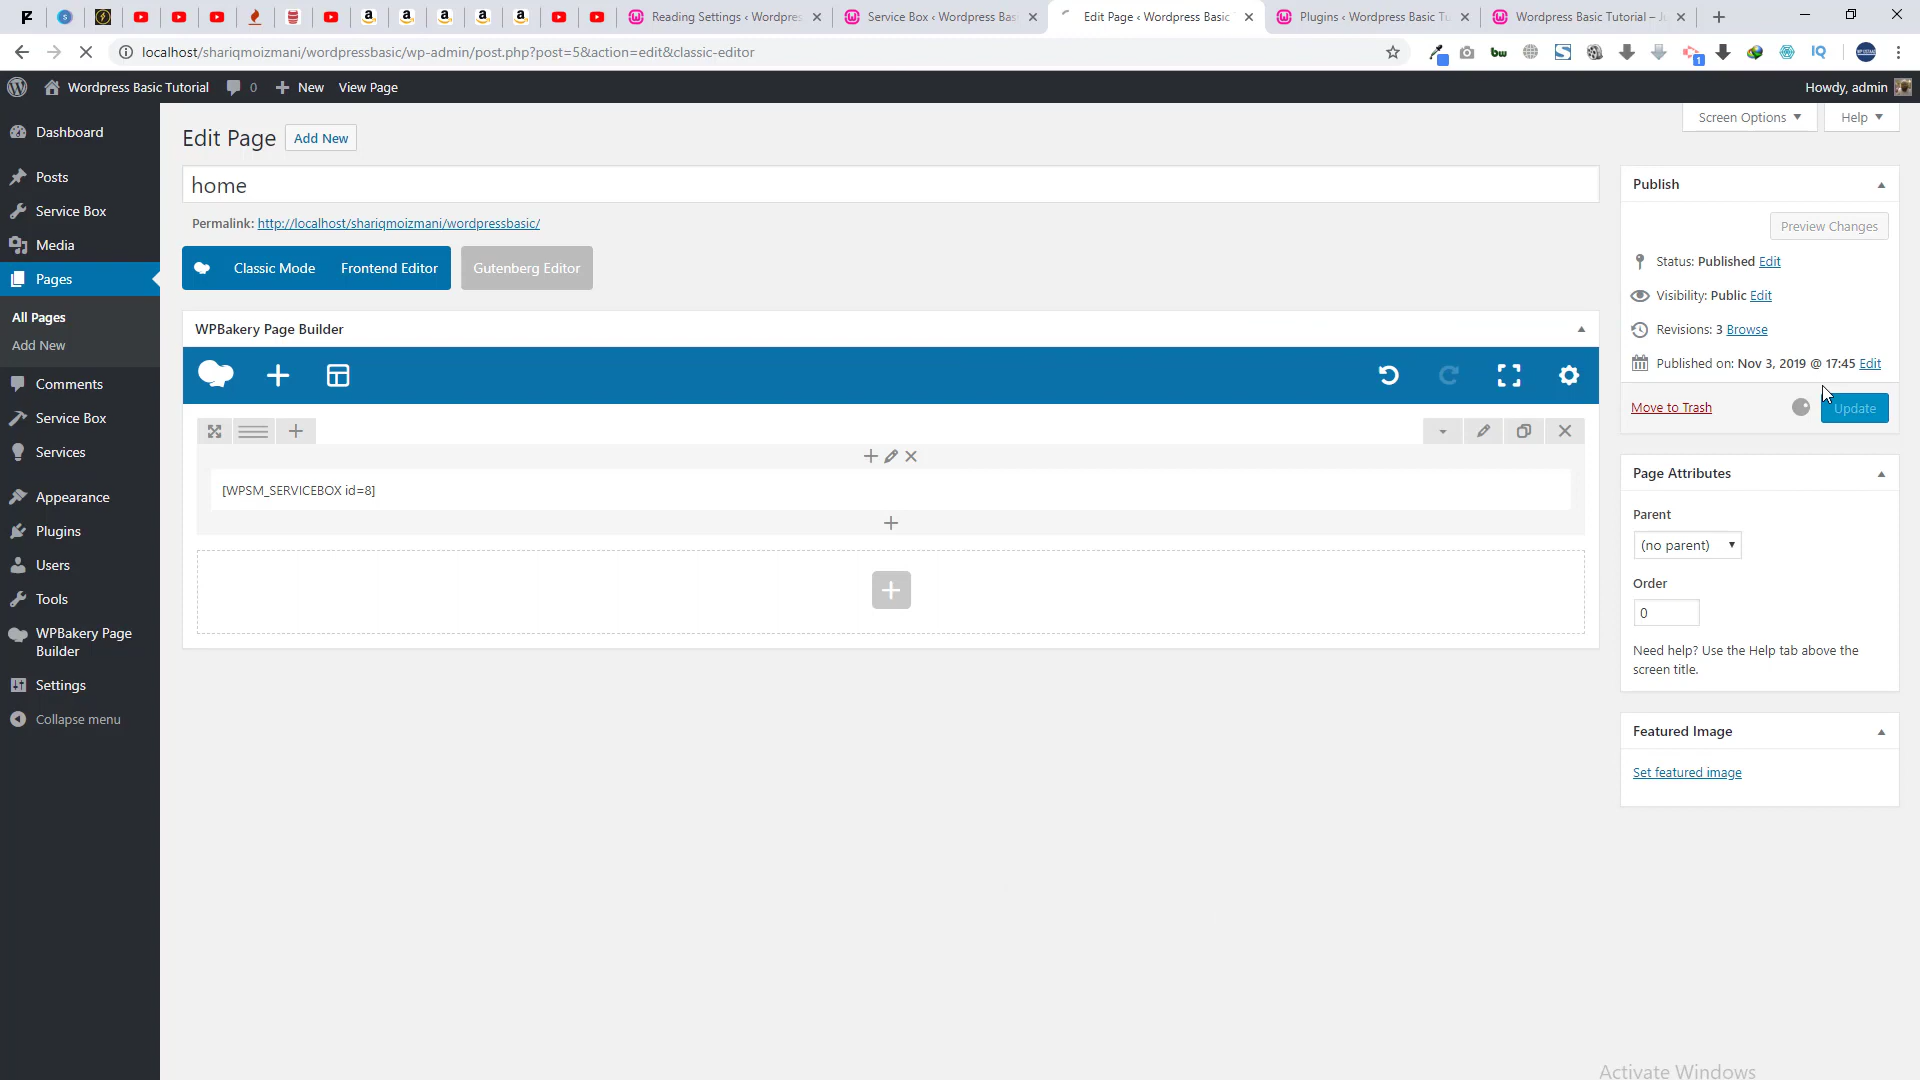 Reading Settings ‹ Wordpres
Service Box ‹ Wordpress Bas
Edit Page ‹ Wordpress Basic
Plugins ‹ Wordpress Basic Tu
Wordpress Basic Tutorial –
localhost/shariqmoizmani/wordpressbasic/wp-admin/post.php?post=5&action=edit&classic-editor
bw
1
IQ
Wordpress Basic Tutorial
0
New
View Page
Howdy, admin
Dashboard
Posts
Service Box
Media
Pages
All Pages
Add New
Comments
Service Box
Services
Appearance
Plugins
Users
Tools
WPBakery Page
Builder
Settings
Collapse menu
Screen Options
Help
Edit Page
Add New
home
Permalink: http://localhost/shariqmoizmani/wordpressbasic/
Classic Mode
Frontend Editor
Gutenberg Editor
WPBakery Page Builder
[WPSM_SERVICEBOX id=8]
Publish
Preview Changes
Status: Published Edit
Visibility: Public Edit
Revisions: 3 Browse
Published on: Nov 3, 2019 @ 17:45 Edit
Move to Trash
Update
Page Attributes
Parent
(no parent)
Order
0
Need help? Use the Help tab above the
screen title.
Featured Image
Set featured image
Activate Windows